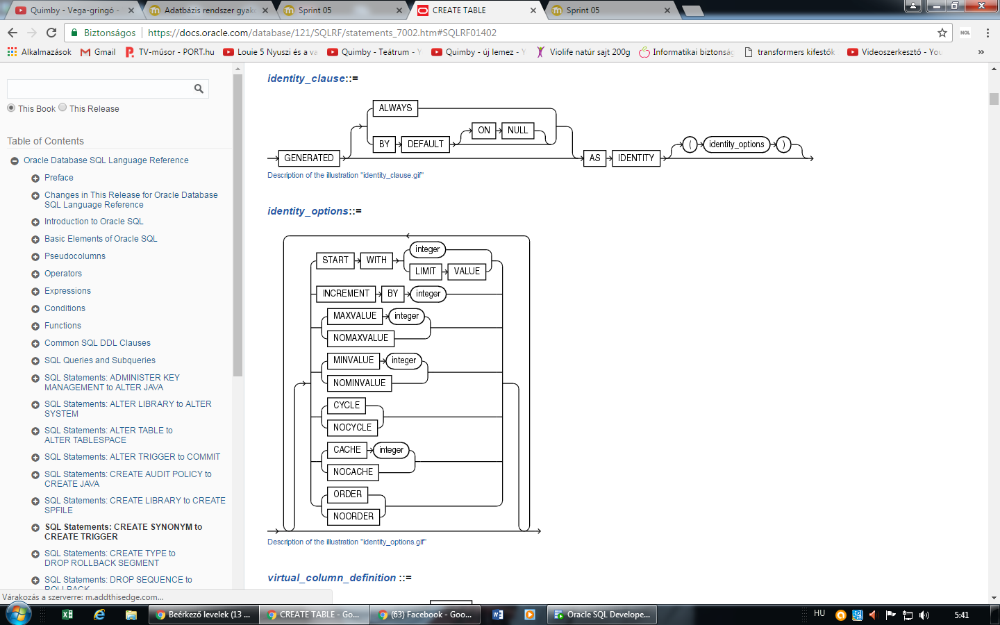 Quimby - Vega-gringó -
Adatbázis rendszer gyak
Sprint 05
CREATE TABLE
Sprint 05
Biztonságos
https://docs.oracle.com/database/121/SQLRF/statements_7002.htm#SQLRF01402
NOL
Alkalmazások
Gmail
TV-műsor - PORT.hu
Louie 5 Nyuszi és a va
Quimby - Teátrum - Y
Quimby - új lemez - Y
Violife natúr sajt 200g
Informatikai biztonság
transformers kifestők
Videoszerkesztő - You
»
This Book
This Release
Table of Contents
Oracle Database SQL Language Reference
Preface
Changes in This Release for Oracle Database
SQL Language Reference
Introduction to Oracle SQL
Basic Elements of Oracle SQL
Pseudocolumns
Operators
Expressions
Conditions
Functions
Common SQL DDL Clauses
SQL Queries and Subqueries
SQL Statements: ADMINISTER KEY
MANAGEMENT to ALTER JAVA
SQL Statements: ALTER LIBRARY to ALTER
SYSTEM
SQL Statements: ALTER TABLE to
ALTER TABLESPACE
SQL Statements: ALTER TRIGGER to COMMIT
SQL Statements: CREATE AUDIT POLICY to
CREATE JAVA
SQL Statements: CREATE LIBRARY to CREATE
SPFILE
SQL Statements: CREATE SYNONYM to
CREATE TRIGGER
SQL Statements: CREATE TYPE to
DROP ROLLBACK SEGMENT
SQL Statements: DROP SEQUENCE to
ROLLBACK
Várakozás a szerverre: m.addthisedge.com...
identity_clause::=
ALWAYS
ON NULL
BY DEFAULT
( identity_options )
GENERATED
AS IDENTITY
Description of the illustration "identity_clause.gif"
identity_options::=
integer
START WITH
LIMIT VALUE
INCREMENT BY integer
MAXVALUE integer
NOMAXVALUE
MINVALUE integer
NOMINVALUE
CYCLE
NOCYCLE
CACHE integer
NOCACHE
ORDER
NOORDER
Description of the illustration "identity_options.gif"
virtual_column_definition ::=
Beérkező levelek (13 ...
CREATE TABLE - Go...
(63) Facebook - Goo...
Oracle SQL Develope...
HU
5:41